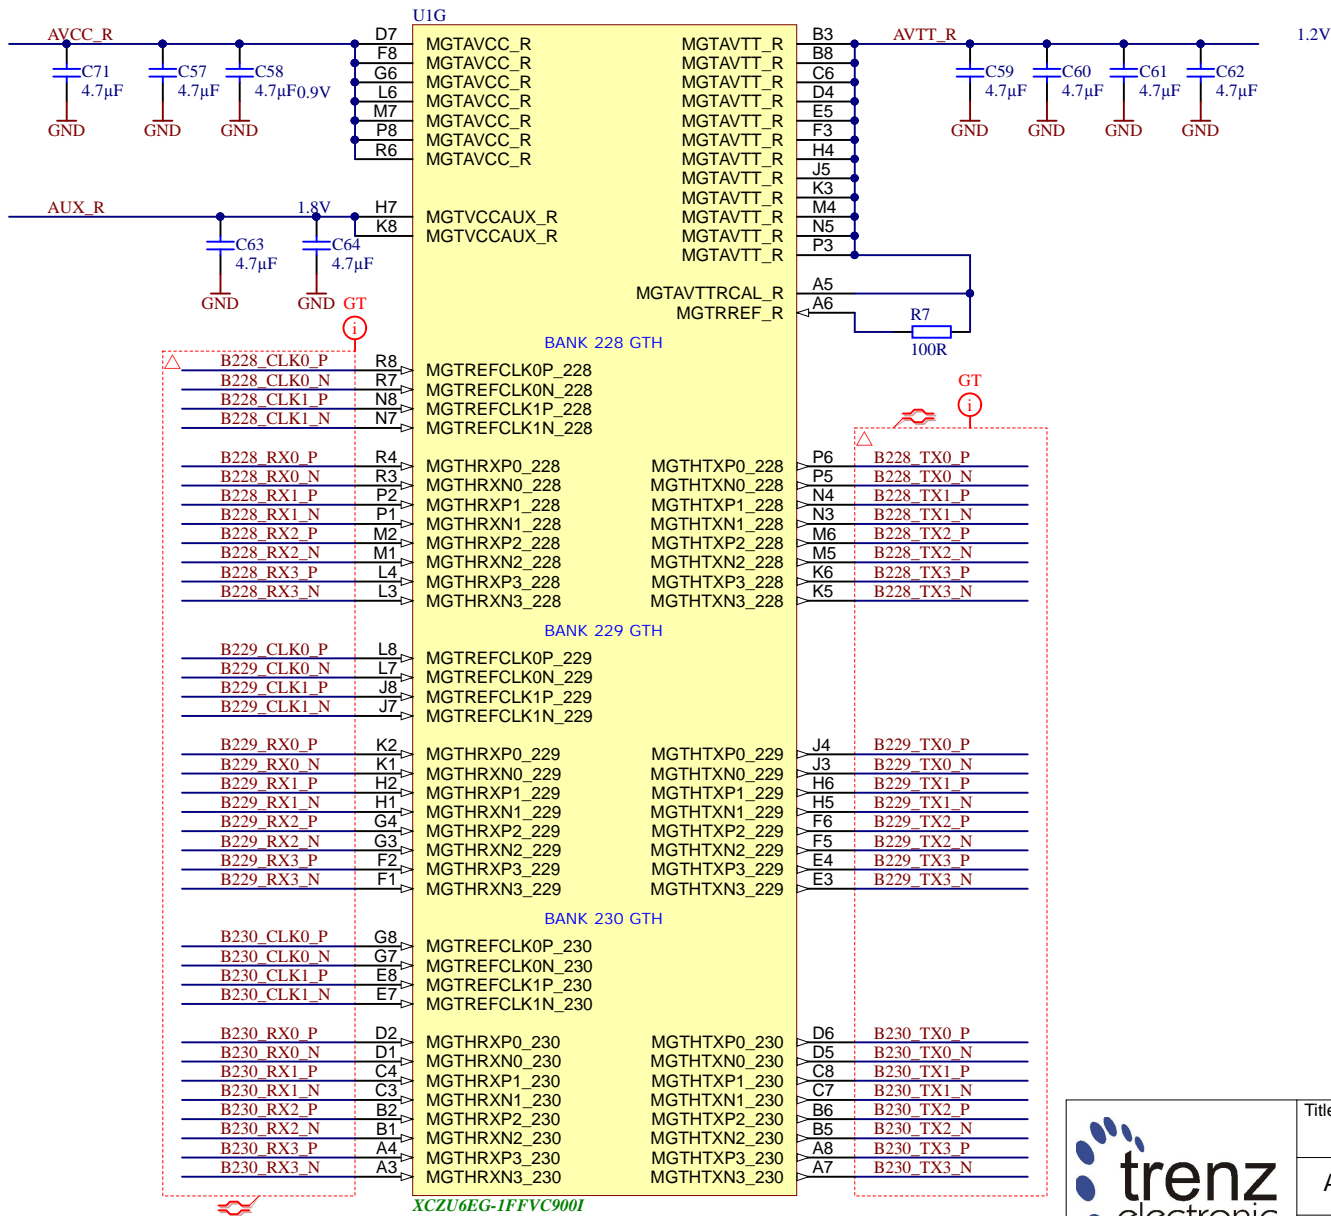 U1G
AVCC_R D7 MGTAVCC_R MGTAVTT_R B3 AVTT_R 1.2V
F8 MGTAVCC_R MGTAVTT_R B8
C71 C57 C58 G6 MGTAVCC_R MGTAVTT_R C6 C59 C60 C61 C62
4.7µF 4.7µF 4.7µF 0.9V L6 MGTAVCC_R MGTAVTT_R D4 4.7µF 4.7µF 4.7µF 4.7µF
M7 MGTAVCC_R MGTAVTT_R E5
GND GND GND P8 MGTAVCC_R MGTAVTT_R F3 GND GND GND GND
R6 MGTAVCC_R MGTAVTT_R H4
MGTAVTT_R J5
MGTAVTT_R K3
AUX_R 1.8V H7 MGTVCCAUX_R MGTAVTT_R M4
K8 MGTVCCAUX_R MGTAVTT_R N5
C63 C64 MGTAVTT_R P3
4.7µF 4.7µF
MGTAVTTRCAL_R A5
GND GND GT MGTRREF_R A6 R7
i 100R
BANK 228 GTH
B228_CLK0_P R8 MGTREFCLK0P_228
B228_CLK0_N R7 MGTREFCLK0N_228 GT
B228_CLK1_P N8 MGTREFCLK1P_228 i
B228_CLK1_N N7 MGTREFCLK1N_228
B228_RX0_P R4 MGTHRXP0_228 MGTHTXP0_228 P6 B228_TX0_P
B228_RX0_N R3 MGTHRXN0_228 MGTHTXN0_228 P5 B228_TX0_N
B228_RX1_P P2 MGTHRXP1_228 MGTHTXP1_228 N4 B228_TX1_P
B228_RX1_N P1 MGTHRXN1_228 MGTHTXN1_228 N3 B228_TX1_N
B228_RX2_P M2 MGTHRXP2_228 MGTHTXP2_228 M6 B228_TX2_P
B228_RX2_N M1 MGTHRXN2_228 MGTHTXN2_228 M5 B228_TX2_N
B228_RX3_P L4 MGTHRXP3_228 MGTHTXP3_228 K6 B228_TX3_P
B228_RX3_N L3 MGTHRXN3_228 MGTHTXN3_228 K5 B228_TX3_N
BANK 229 GTH
B229_CLK0_P L8 MGTREFCLK0P_229
B229_CLK0_N L7 MGTREFCLK0N_229
B229_CLK1_P J8 MGTREFCLK1P_229
B229_CLK1_N J7 MGTREFCLK1N_229
B229_RX0_P K2 MGTHRXP0_229 MGTHTXP0_229 J4 B229_TX0_P
B229_RX0_N K1 MGTHRXN0_229 MGTHTXN0_229 J3 B229_TX0_N
B229_RX1_P H2 MGTHRXP1_229 MGTHTXP1_229 H6 B229_TX1_P
B229_RX1_N H1 MGTHRXN1_229 MGTHTXN1_229 H5 B229_TX1_N
B229_RX2_P G4 MGTHRXP2_229 MGTHTXP2_229 F6 B229_TX2_P
B229_RX2_N G3 MGTHRXN2_229 MGTHTXN2_229 F5 B229_TX2_N
B229_RX3_P F2 MGTHRXP3_229 MGTHTXP3_229 E4 B229_TX3_P
B229_RX3_N F1 MGTHRXN3_229 MGTHTXN3_229 E3 B229_TX3_N
BANK 230 GTH
B230_CLK0_P G8 MGTREFCLK0P_230
B230_CLK0_N G7 MGTREFCLK0N_230
B230_CLK1_P E8 MGTREFCLK1P_230
B230_CLK1_N E7 MGTREFCLK1N_230
B230_RX0_P D2 MGTHRXP0_230 MGTHTXP0_230 D6 B230_TX0_P
B230_RX0_N D1 MGTHRXN0_230 MGTHTXN0_230 D5 B230_TX0_N
B230_RX1_P C4 MGTHRXP1_230 MGTHTXP1_230 C8 B230_TX1_P
B230_RX1_N C3 MGTHRXN1_230 MGTHTXN1_230 C7 B230_TX1_N
B230_RX2_P B2 MGTHRXP2_230 MGTHTXP2_230 B6 B230_TX2_P
B230_RX2_N B1 MGTHRXN2_230 MGTHTXN2_230 B5 B230_TX2_N
B230_RX3_P A4 MGTHRXP3_230 MGTHTXP3_230 A8 B230_TX3_P
B230_RX3_N A3 MGTHRXN3_230 MGTHTXN3_230 A7 B230_TX3_N
XCZU6EG-1FFVC900I
Title
trenz
electronic
A